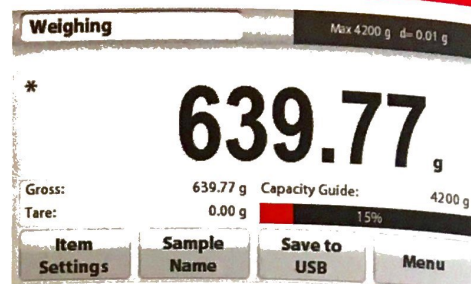 Weighing
Max 4200 g d= 0.01 g
*
639.77 g
Gross: 639.77 g Capacity Guide: 4200 g
Tare: 0.00 g 15%
Item Settings
Sample Name
Save to USB
Menu